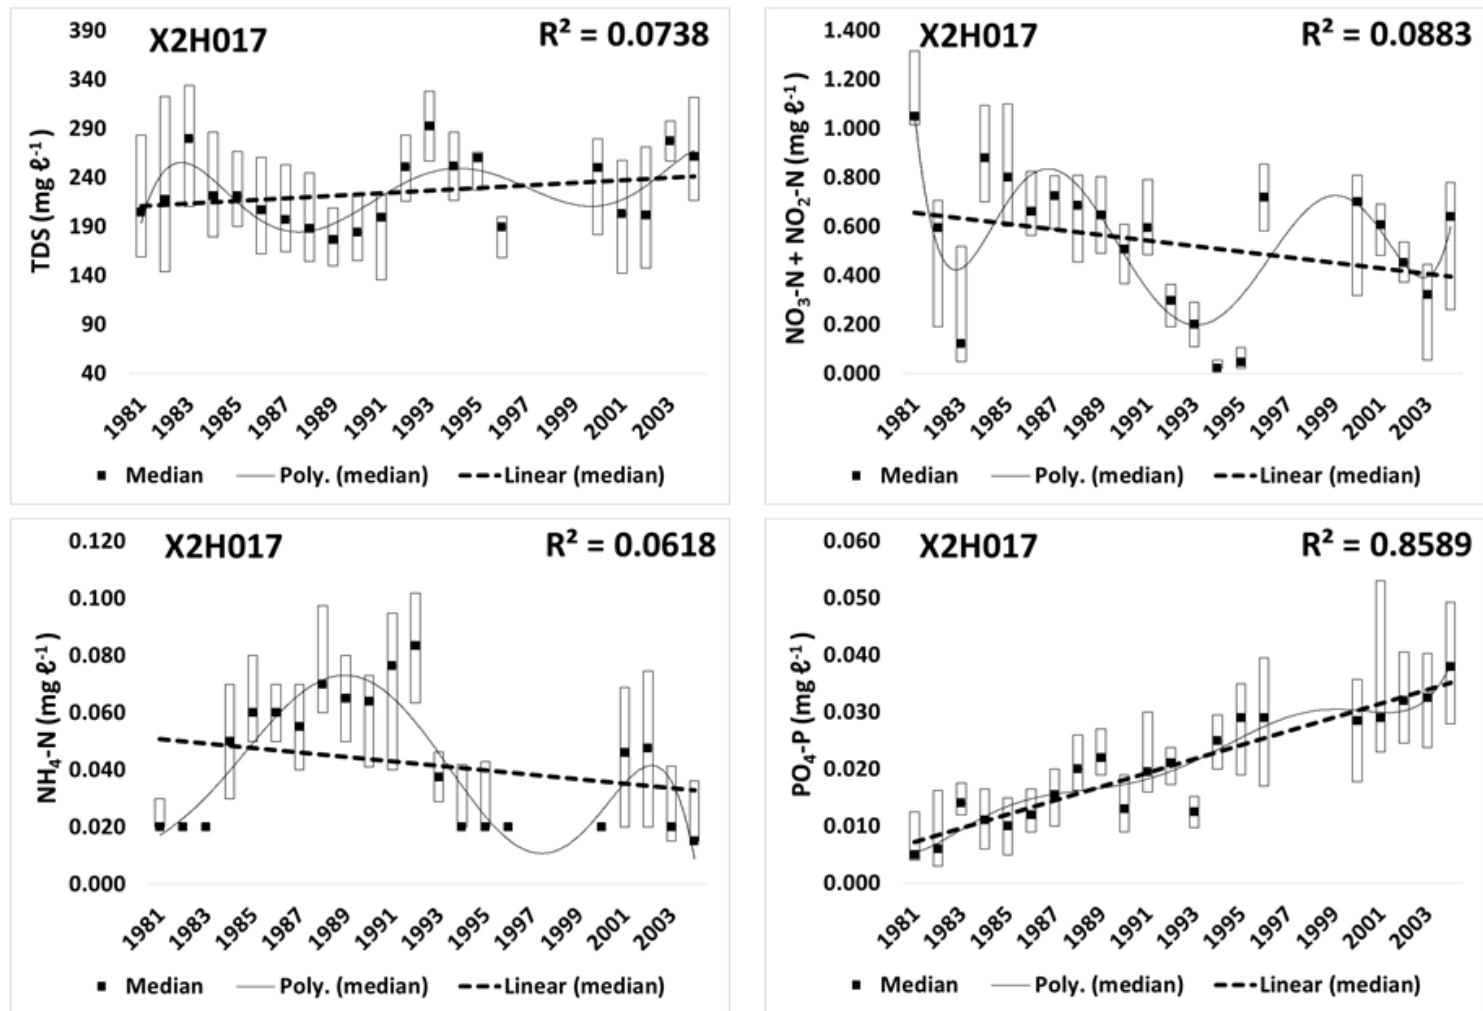 X2H017 R² = 0.0738
TDS (mg ℓ⁻¹)
390
340
290
240
190
140
90
40
1981 1983 1985 1987 1989 1991 1993 1995 1997 1999 2001 2003
Median Poly. (median) Linear (median)
X2H017 R² = 0.0883
NO₃-N + NO₂-N (mg ℓ⁻¹)
1.400
1.200
1.000
0.800
0.600
0.400
0.200
0.000
1981 1983 1985 1987 1989 1991 1993 1995 1997 1999 2001 2003
Median Poly. (median) Linear (median)
X2H017 R² = 0.0618
NH₄-N (mg ℓ⁻¹)
0.120
0.100
0.080
0.060
0.040
0.020
0.000
1981 1983 1985 1987 1989 1991 1993 1995 1997 1999 2001 2003
Median Poly. (median) Linear (median)
X2H017 R² = 0.8589
PO₄-P (mg ℓ⁻¹)
0.060
0.050
0.040
0.030
0.020
0.010
0.000
1981 1983 1985 1987 1989 1991 1993 1995 1997 1999 2001 2003
Median Poly. (median) Linear (median)